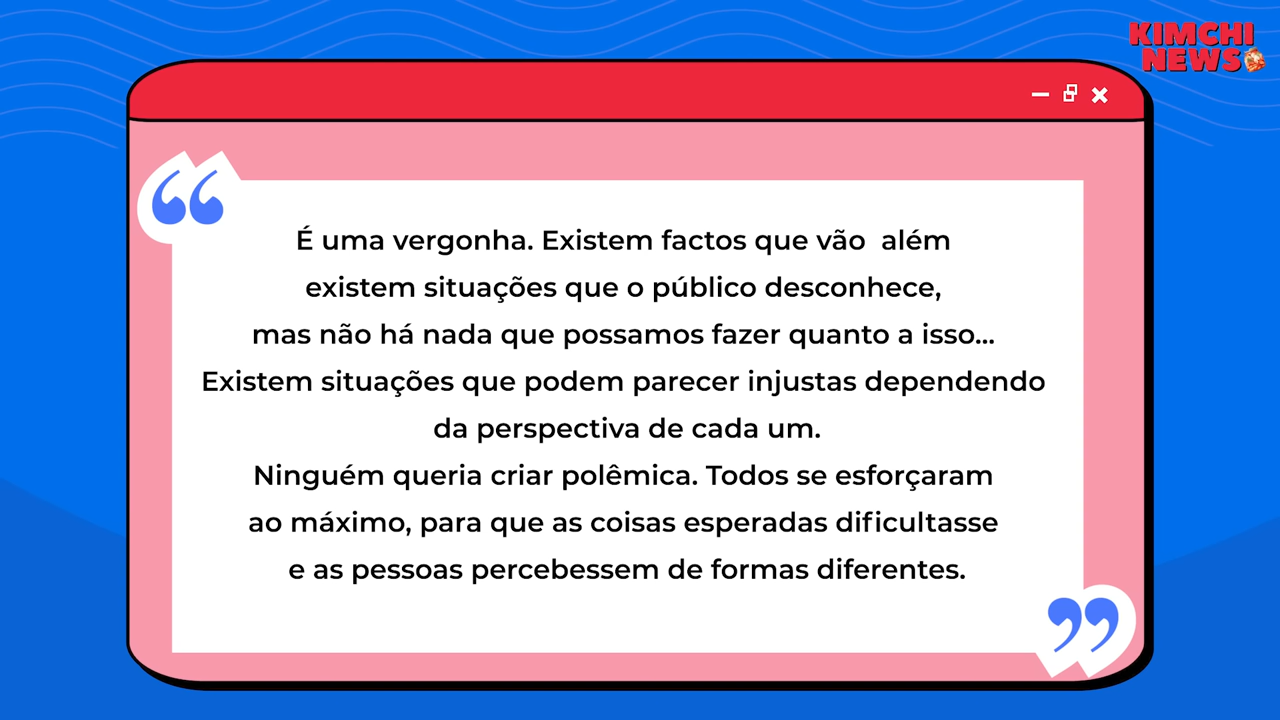 KIMCHI
NEWS
“
É uma vergonha. Existem factos que vão  além
existem situações que o público desconhece,
mas não há nada que possamos fazer quanto a isso...
Existem situações que podem parecer injustas dependendo
da perspectiva de cada um.
Ninguém queria criar polêmica. Todos se esforçaram
ao máximo, para que as coisas esperadas dificultasse
e as pessoas percebessem de formas diferentes.
”